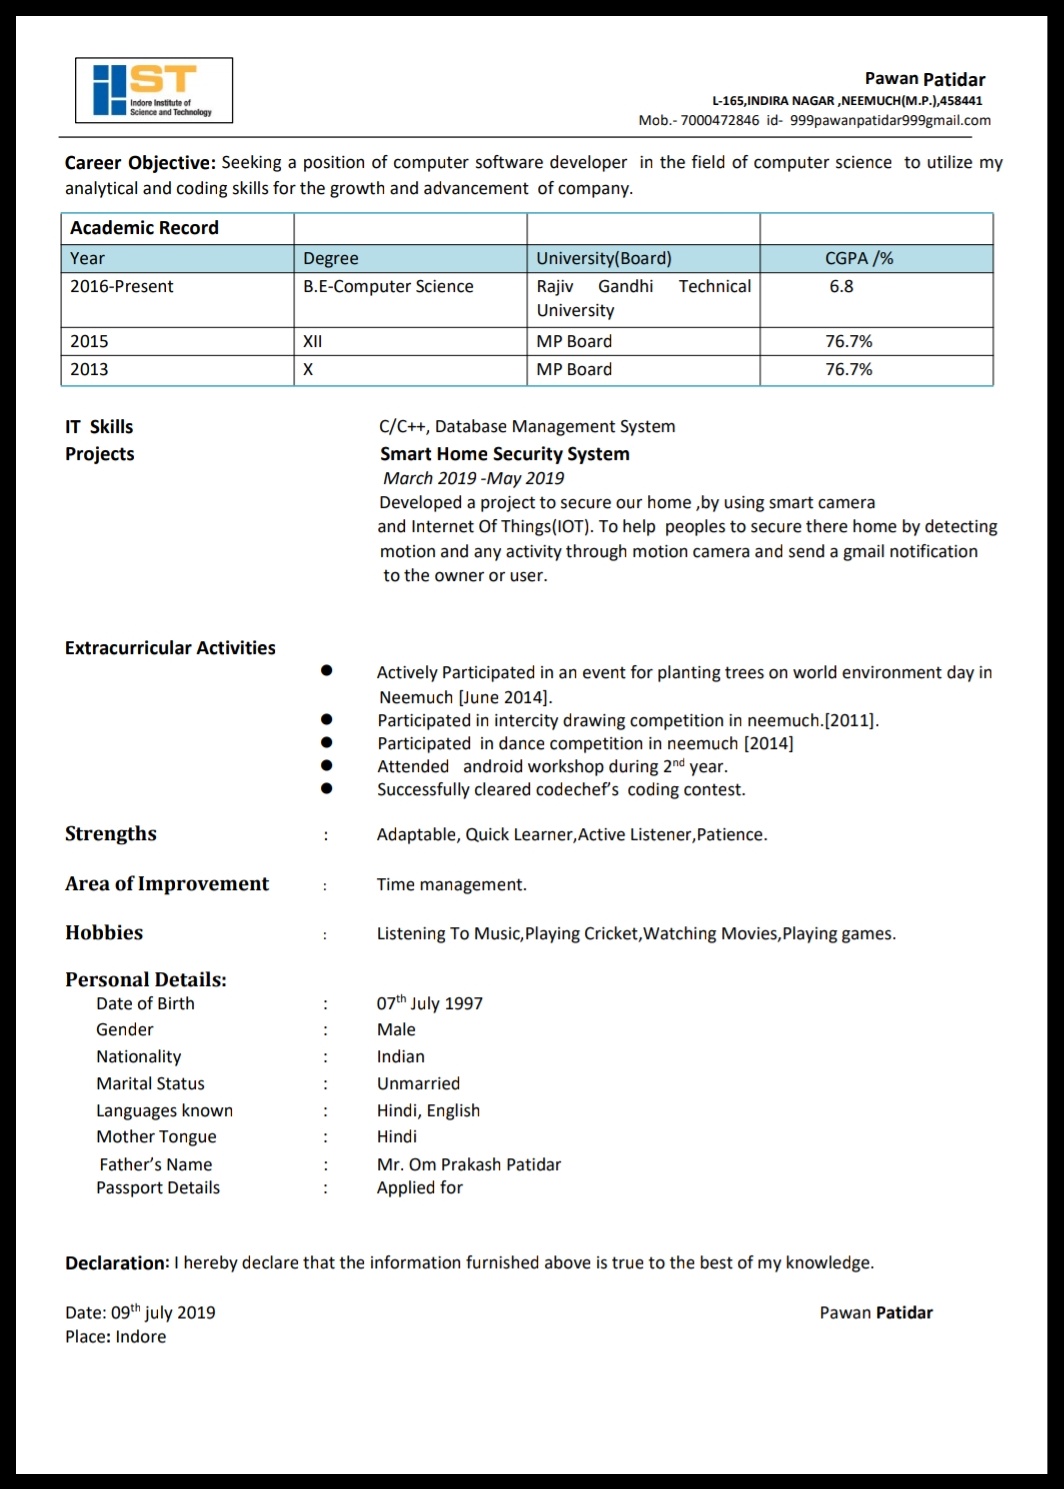 IIST
Indore Institute of
Science and Technology
Pawan Patidar
L-165,INDIRA NAGAR ,NEEMUCH(M.P.),458441
Mob.- 7000472846 id- 999pawanpatidar999gmail.com
Career Objective: Seeking a position of computer software developer in the field of computer science to utilize my
analytical and coding skills for the growth and advancement of company.
Academic Record
Year Degree University(Board) CGPA /%
2016-Present B.E-Computer Science Rajiv Gandhi Technical 6.8
University
2015 XII MP Board 76.7%
2013 X MP Board 76.7%
IT Skills C/C++, Database Management System
Projects Smart Home Security System
March 2019 -May 2019
Developed a project to secure our home ,by using smart camera
and Internet Of Things(IOT). To help peoples to secure there home by detecting
motion and any activity through motion camera and send a gmail notification
to the owner or user.
Extracurricular Activities
● Actively Participated in an event for planting trees on world environment day in
Neemuch [June 2014].
● Participated in intercity drawing competition in neemuch.[2011].
● Participated in dance competition in neemuch [2014]
● Attended android workshop during 2nd year.
● Successfully cleared codechef's coding contest.
Strengths : Adaptable, Quick Learner,Active Listener,Patience.
Area of Improvement : Time management.
Hobbies : Listening To Music,Playing Cricket,Watching Movies,Playing games.
Personal Details:
Date of Birth : 07th July 1997
Gender : Male
Nationality : Indian
Marital Status : Unmarried
Languages known : Hindi, English
Mother Tongue : Hindi
Father's Name : Mr. Om Prakash Patidar
Passport Details : Applied for
Declaration: I hereby declare that the information furnished above is true to the best of my knowledge.
Date: 09th july 2019 Pawan Patidar
Place: Indore